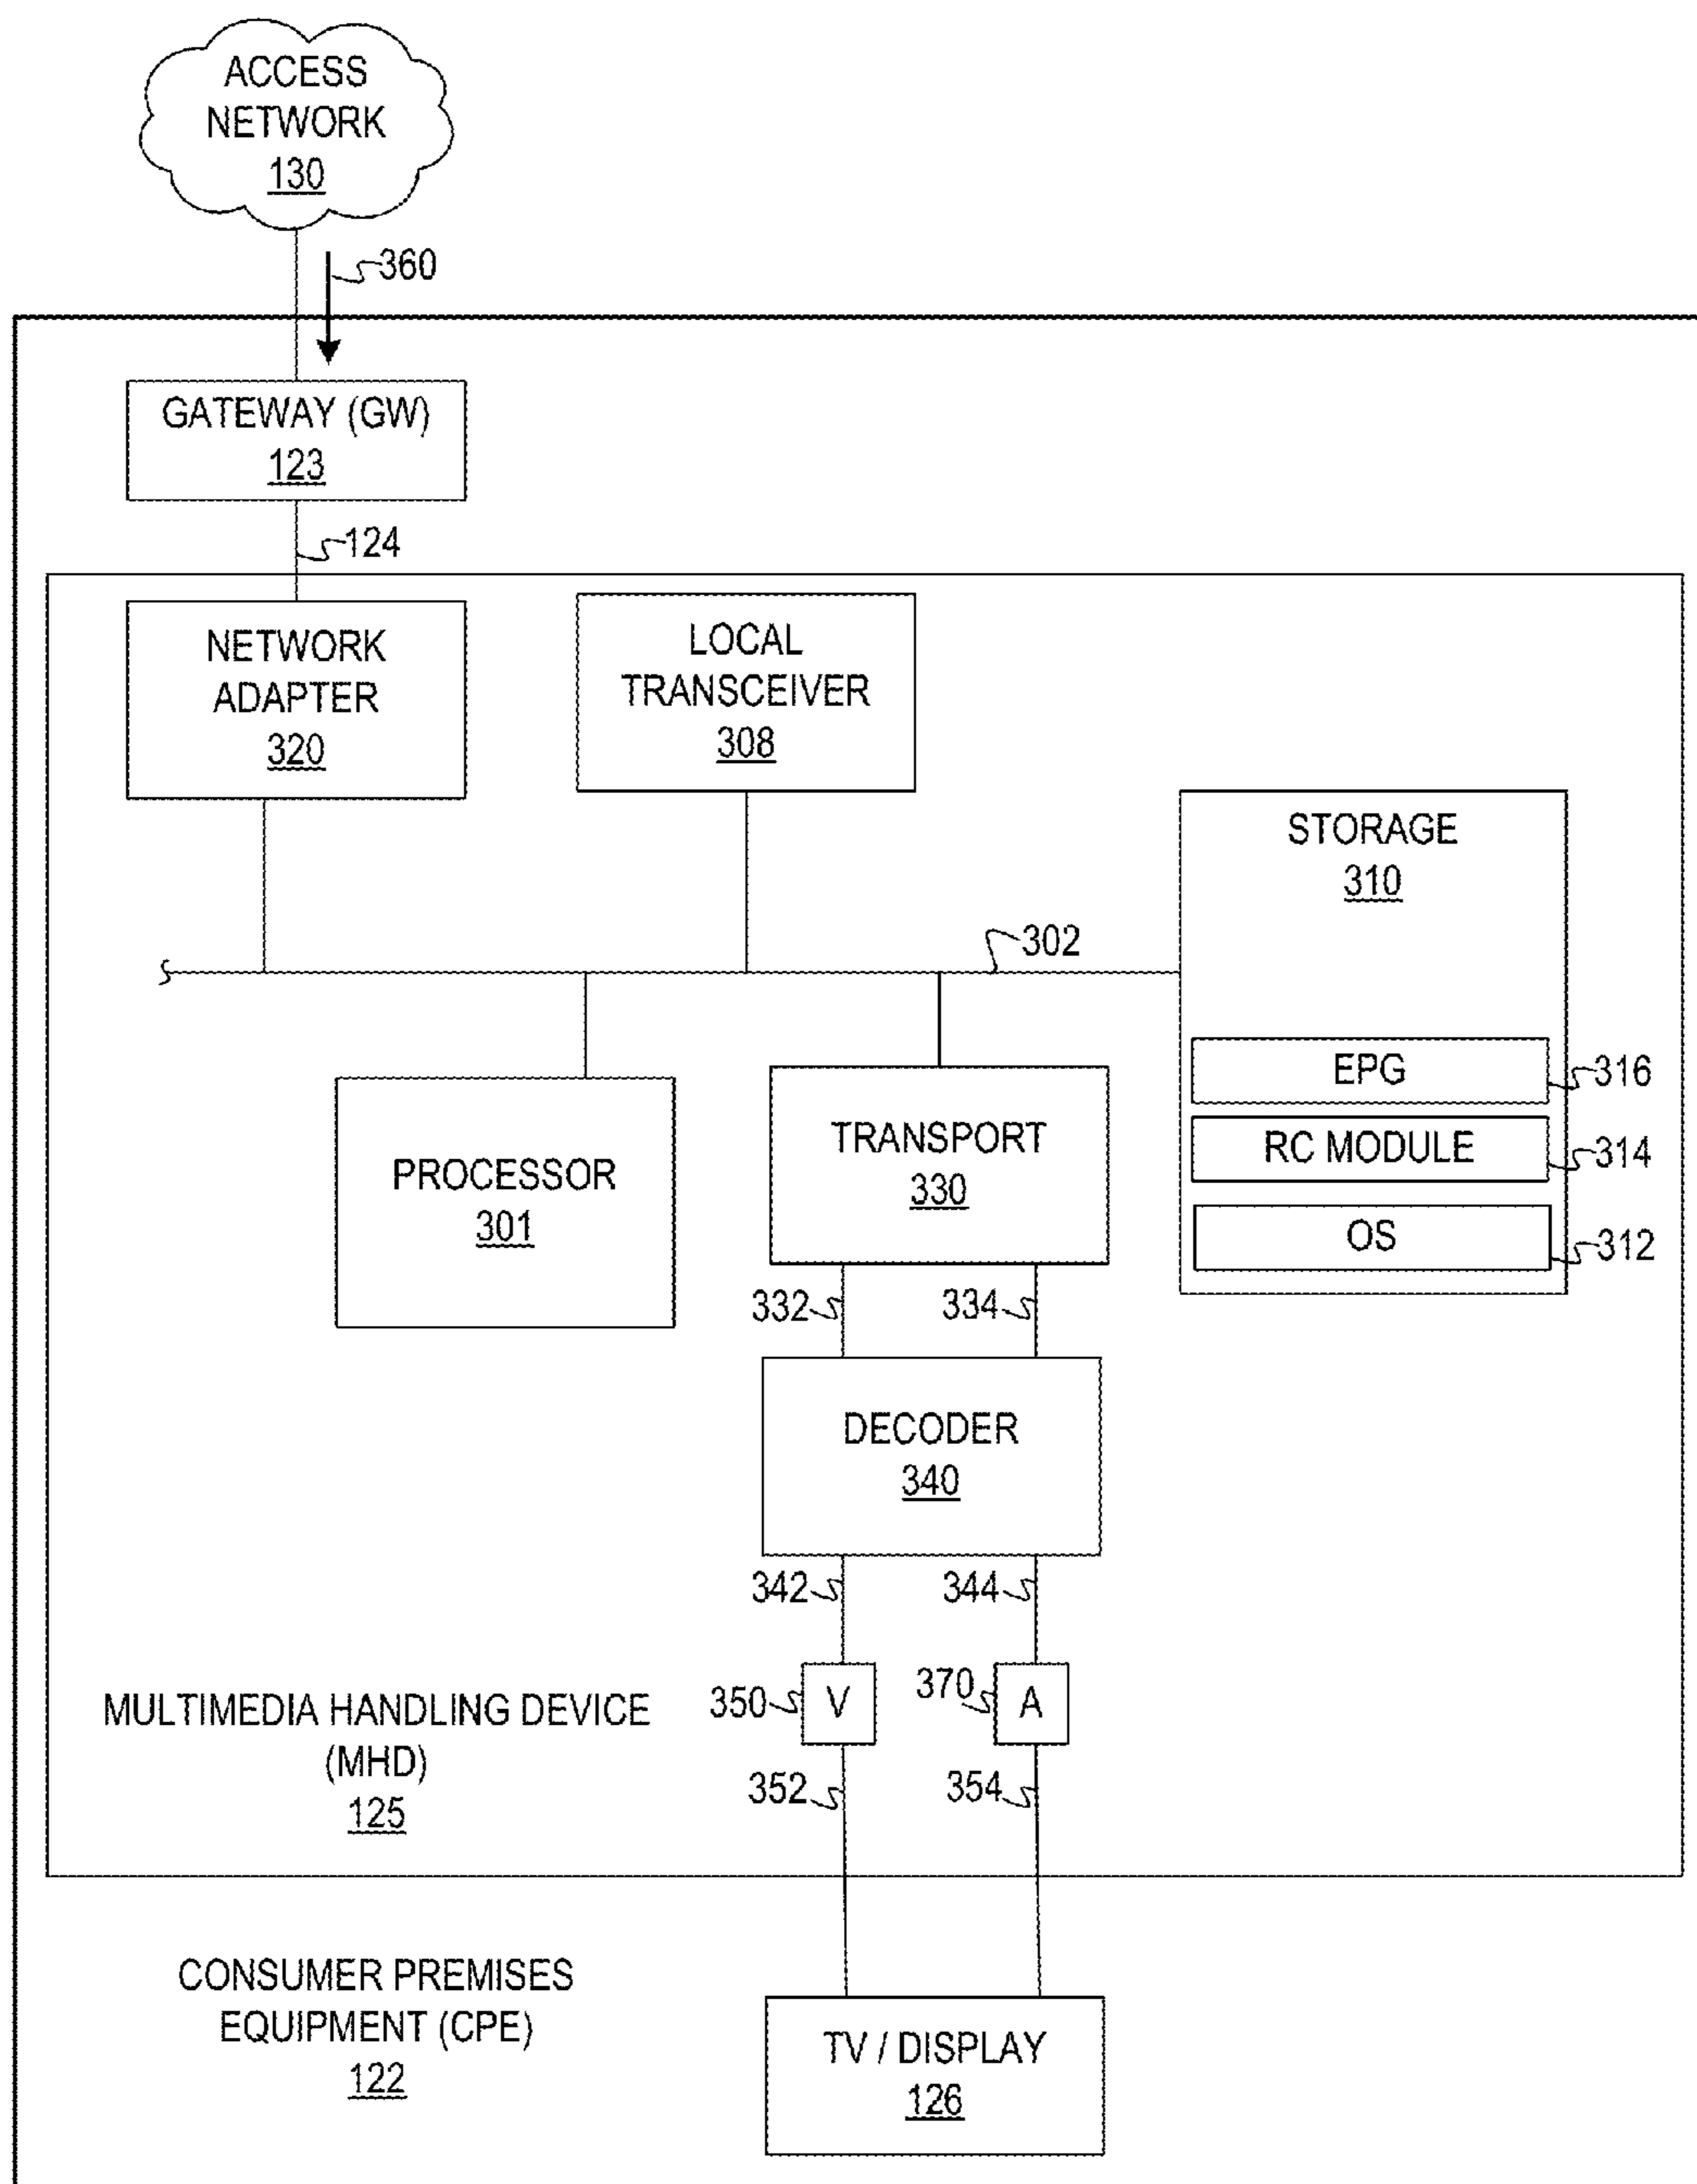 ACCESS
NETWORK
130
360
GATEWAY (GW)
123
124
NETWORK
ADAPTER
320
LOCAL
TRANSCEIVER
308
STORAGE
310
302
EPG
316
RC MODULE
314
OS
312
PROCESSOR
301
TRANSPORT
330
332
334
DECODER
340
342
344
350
V
370
A
352
354
MULTIMEDIA HANDLING DEVICE
(MHD)
125
CONSUMER PREMISES
EQUIPMENT (CPE)
122
TV / DISPLAY
126